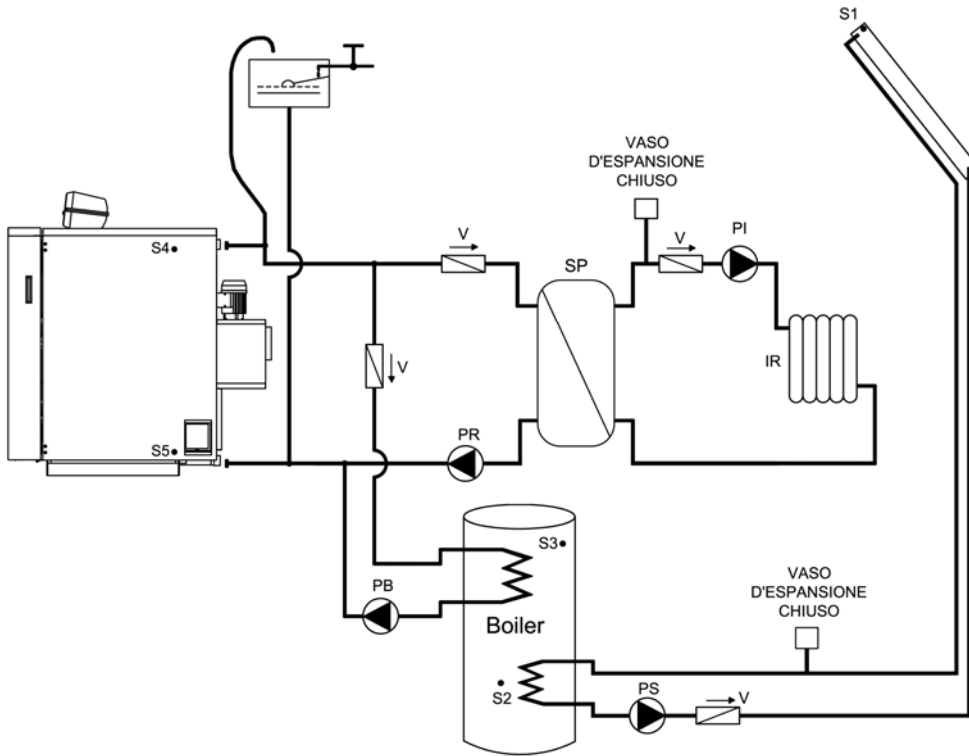 S1
VASO
D'ESPANSIONE
CHIUSO
S4
V
SP
V
PI
V
IR
S5
PR
S3
PB
Boiler
VASO
D'ESPANSIONE
CHIUSO
S2
PS
V